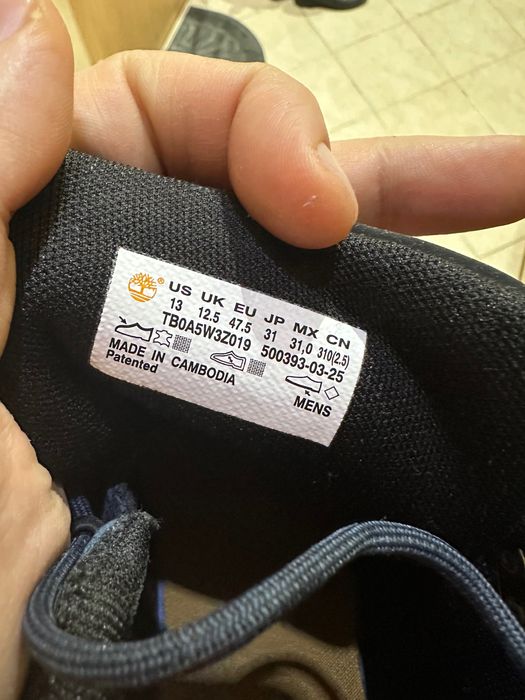 ®
US UK EU JP MX CN
13 12.5 47.5 31 31,0 310(2.5)
TB0A5W3Z019 500393-03-25
MADE IN CAMBODIA
Patented
MENS